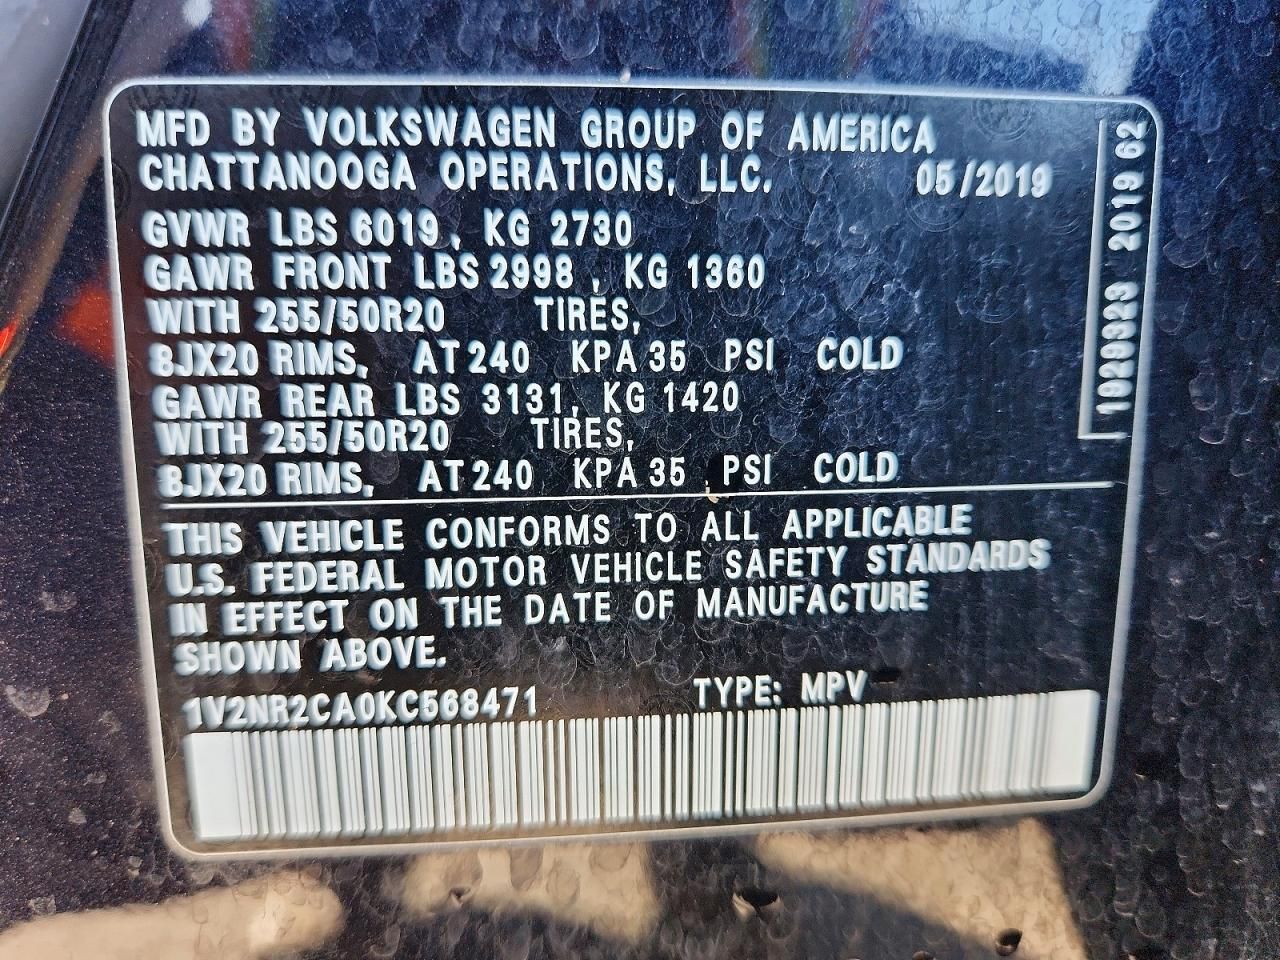 MFD BY VOLKSWAGEN GROUP OF AMERICA
CHATTANOOGA OPERATIONS, LLC. 05/2019
GVWR LBS 6019, KG 2730
GAWR FRONT LBS 2998, KG 1360
WITH 255/50R20 TIRES,
8JX20 RIMS, AT 240 KPA 35 PSI COLD
GAWR REAR LBS 3131, KG 1420
WITH 255/50R20 TIRES,
8JX20 RIMS, AT 240 KPA 35 PSI COLD
THIS VEHICLE CONFORMS TO ALL APPLICABLE
U.S. FEDERAL MOTOR VEHICLE SAFETY STANDARDS
IN EFFECT ON THE DATE OF MANUFACTURE
SHOWN ABOVE.
1V2NR2CA0KC568471 TYPE: MPV
1929329 2019 62